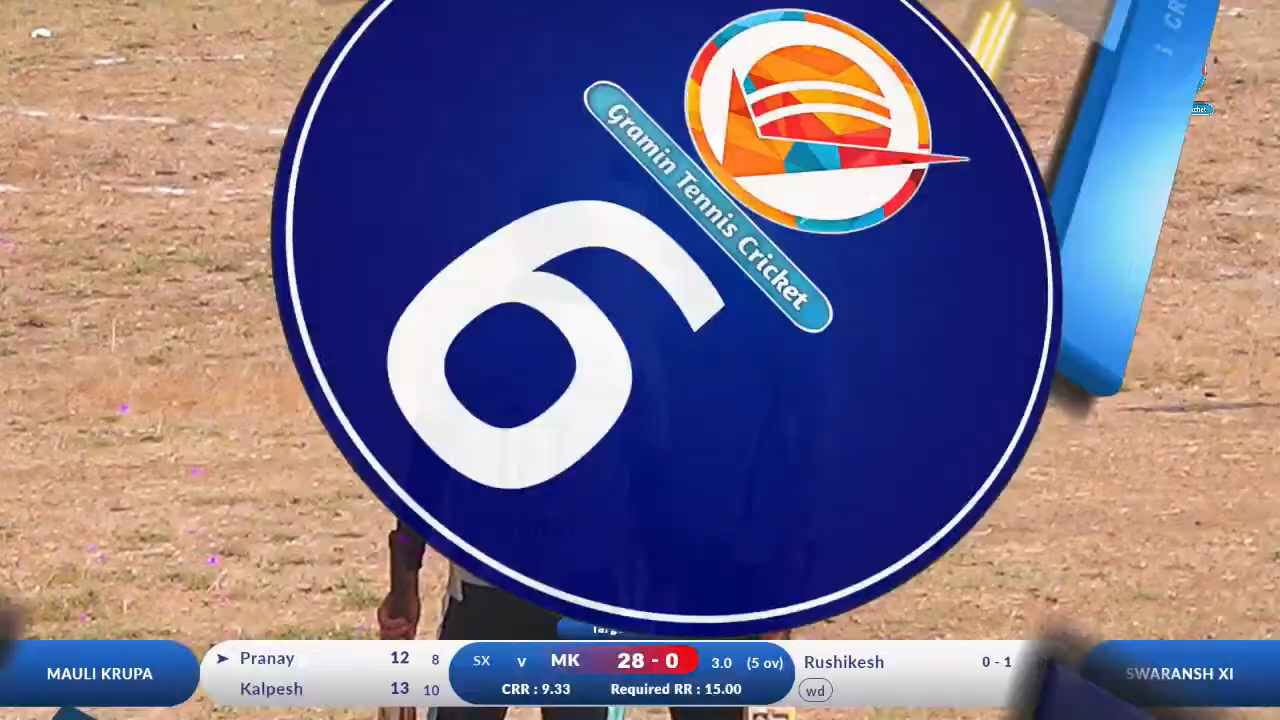 Gramin Tennis Cricket
6
MAULI KRUPA
Pranay 12 8
Kalpesh 13 10
SX v MK 28 - 0 3.0 (5 ov)
CRR : 9.33 Required RR : 15.00
Rushikesh 0 - 1
wd
SWARANSH XI